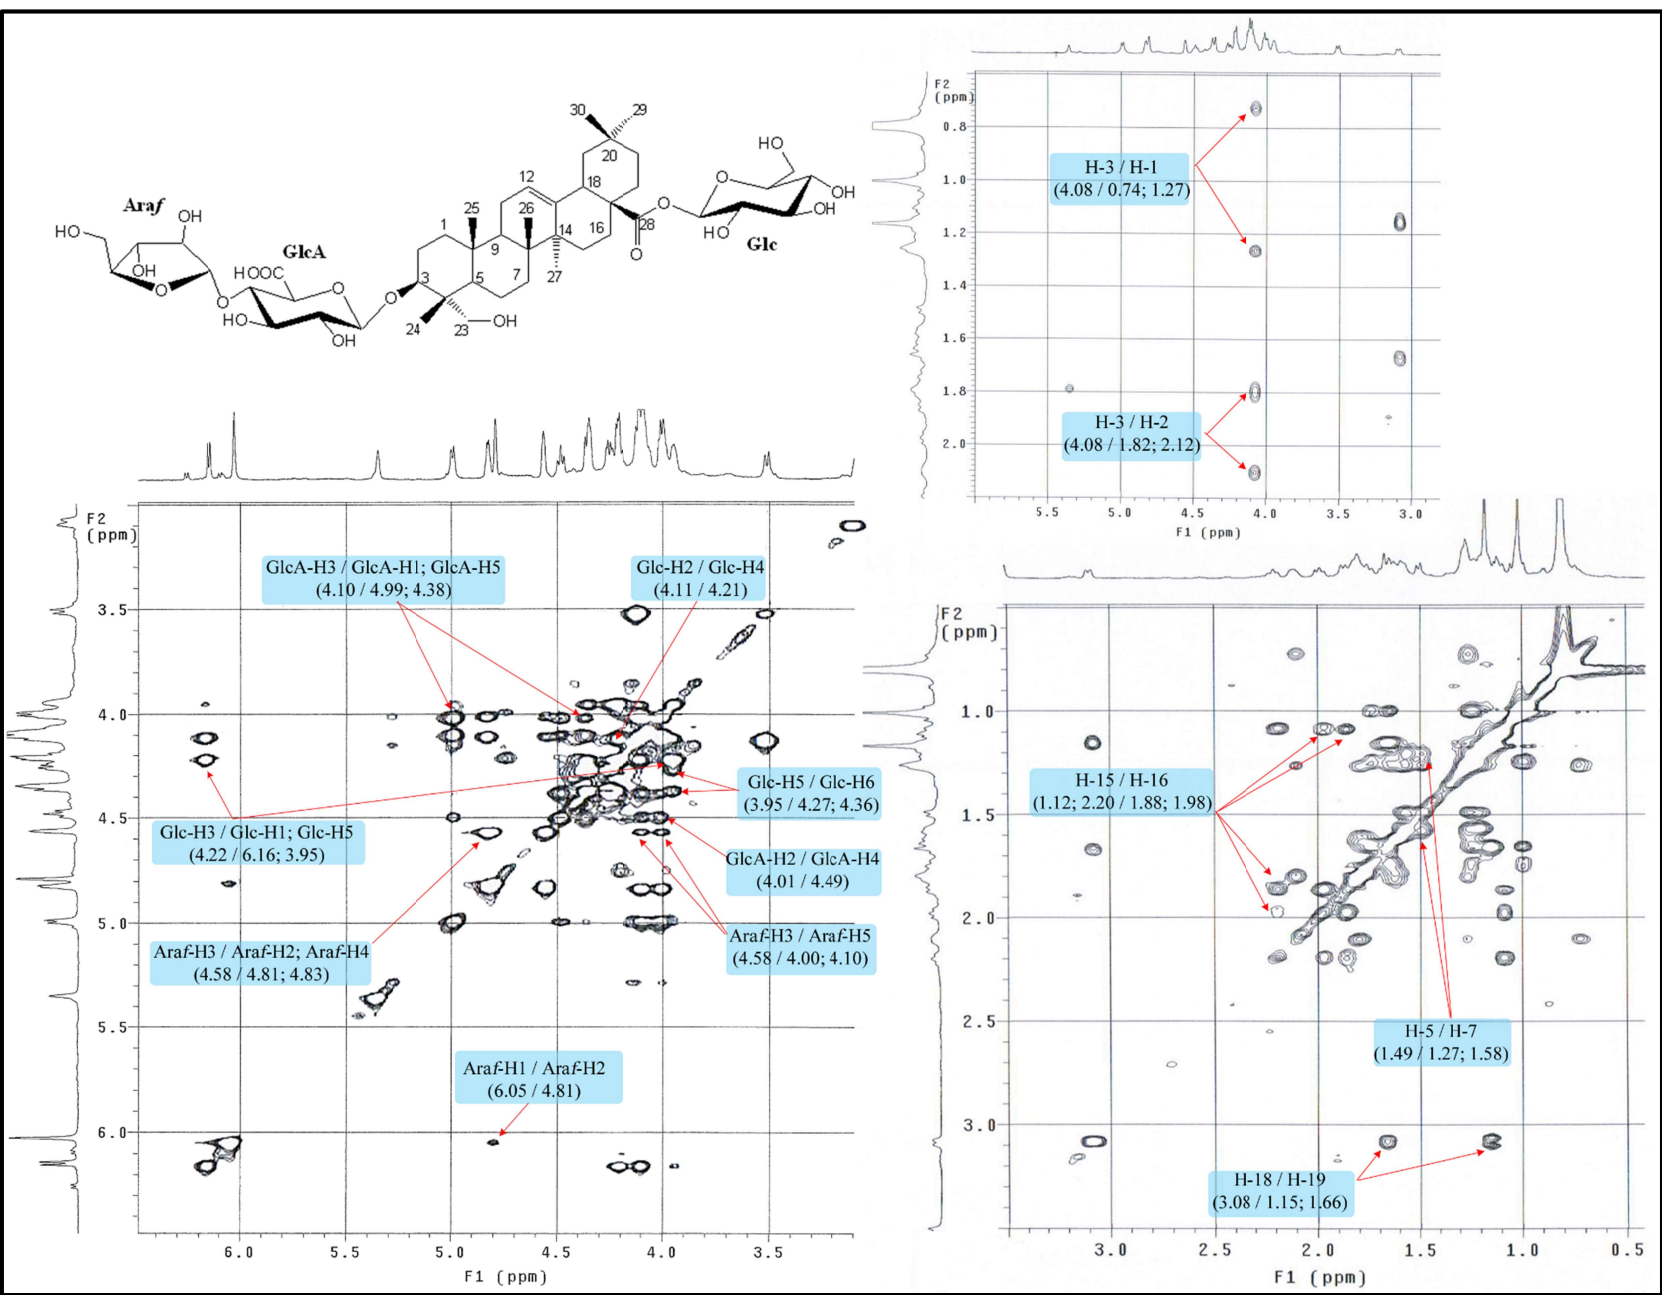 30
29
20
12
18
25
26
1
9
14
16
28
3
5
7
27
24
23
OH
HO
HO
OH
OH
HO
O
O
Glc
Araf
OH
HO
OH
O
O
GlcA
HOOC
O
HO
OH
O
F2
(ppm)
0.8
1.0
1.2
1.4
1.6
1.8
2.0
H-3 / H-1
(4.08 / 0.74; 1.27)
H-3 / H-2
(4.08 / 1.82; 2.12)
5.5 5.0 4.5 4.0 3.5 3.0
F1 (ppm)
F2
(ppm)
3.5
4.0
4.5
5.0
5.5
6.0
GlcA-H3 / GlcA-H1; GlcA-H5
(4.10 / 4.99; 4.38)
Glc-H2 / Glc-H4
(4.11 / 4.21)
Glc-H5 / Glc-H6
(3.95 / 4.27; 4.36)
Glc-H3 / Glc-H1; Glc-H5
(4.22 / 6.16; 3.95)
GlcA-H2 / GlcA-H4
(4.01 / 4.49)
Araf-H3 / Araf-H5
(4.58 / 4.00; 4.10)
Araf-H3 / Araf-H2; Araf-H4
(4.58 / 4.81; 4.83)
Araf-H1 / Araf-H2
(6.05 / 4.81)
6.0 5.5 5.0 4.5 4.0 3.5
F1 (ppm)
F2
(ppm)
1.0
1.5
2.0
2.5
3.0
H-15 / H-16
(1.12; 2.20 / 1.88; 1.98)
H-5 / H-7
(1.49 / 1.27; 1.58)
H-18 / H-19
(3.08 / 1.15; 1.66)
3.0 2.5 2.0 1.5 1.0 0.5
F1 (ppm)